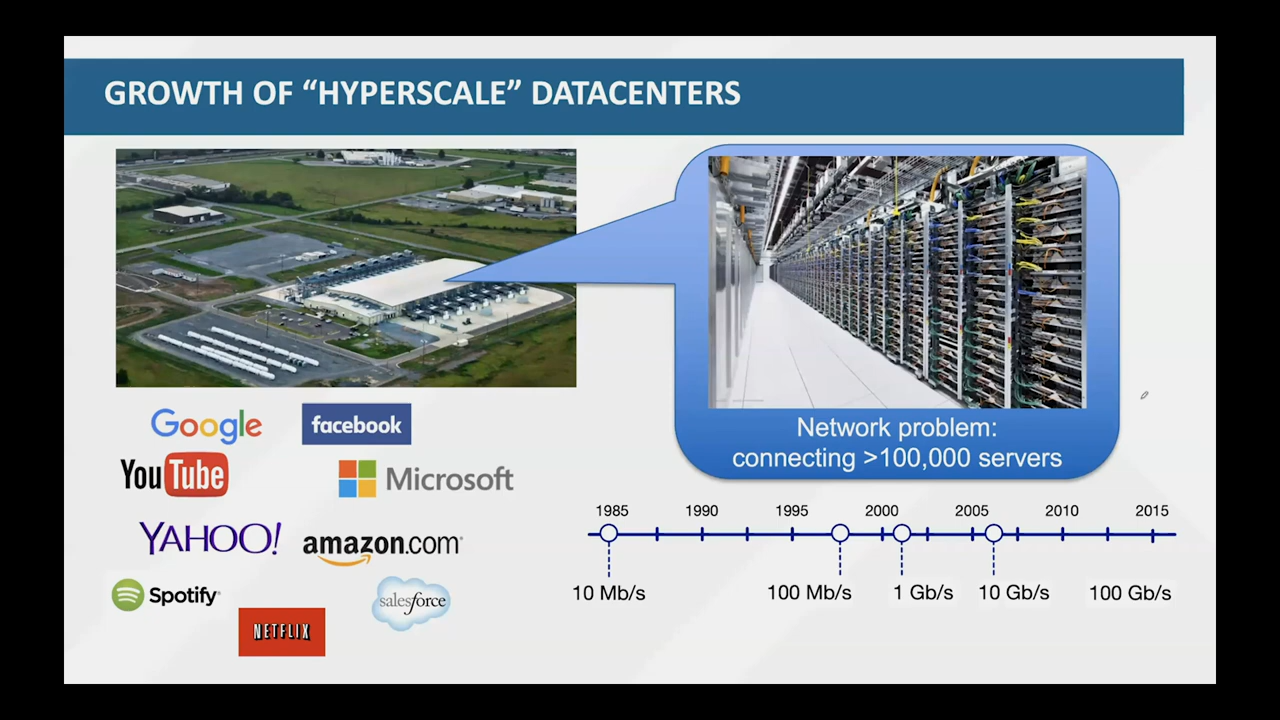 GROWTH OF “HYPERSCALE” DATACENTERS
Network problem:
connecting >100,000 servers
Google
facebook
YouTube
Microsoft
YAHOO!
amazon.com
Spotify
salesforce
NETFLIX
1985 1990 1995 2000 2005 2010 2015
10 Mb/s 100 Mb/s 1 Gb/s 10 Gb/s 100 Gb/s